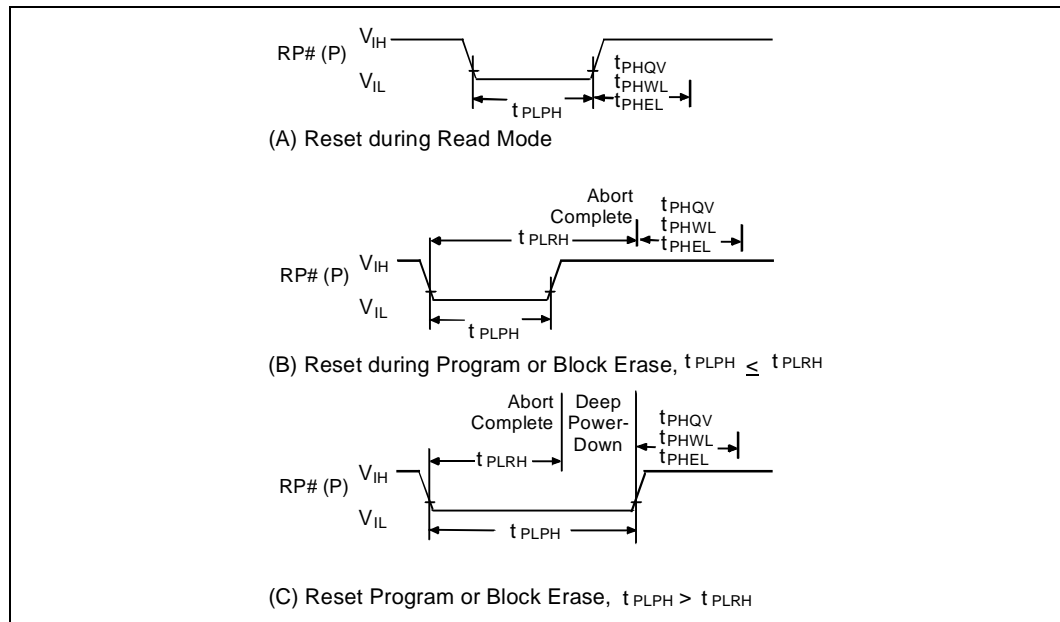 RP# (P)
VIH
VIL
t PLPH
tPHQV
tPHWL
tPHEL
(A) Reset during Read Mode
Abort
Complete
t PLRH
tPHQV
tPHWL
tPHEL
RP# (P)
VIH
VIL
t PLPH
(B) Reset during Program or Block Erase, t PLPH ≤ t PLRH
Abort
Complete
Deep
Power-
Down
t PLRH
tPHQV
tPHWL
tPHEL
RP# (P)
VIH
VIL
t PLPH
(C) Reset Program or Block Erase, t PLPH > t PLRH